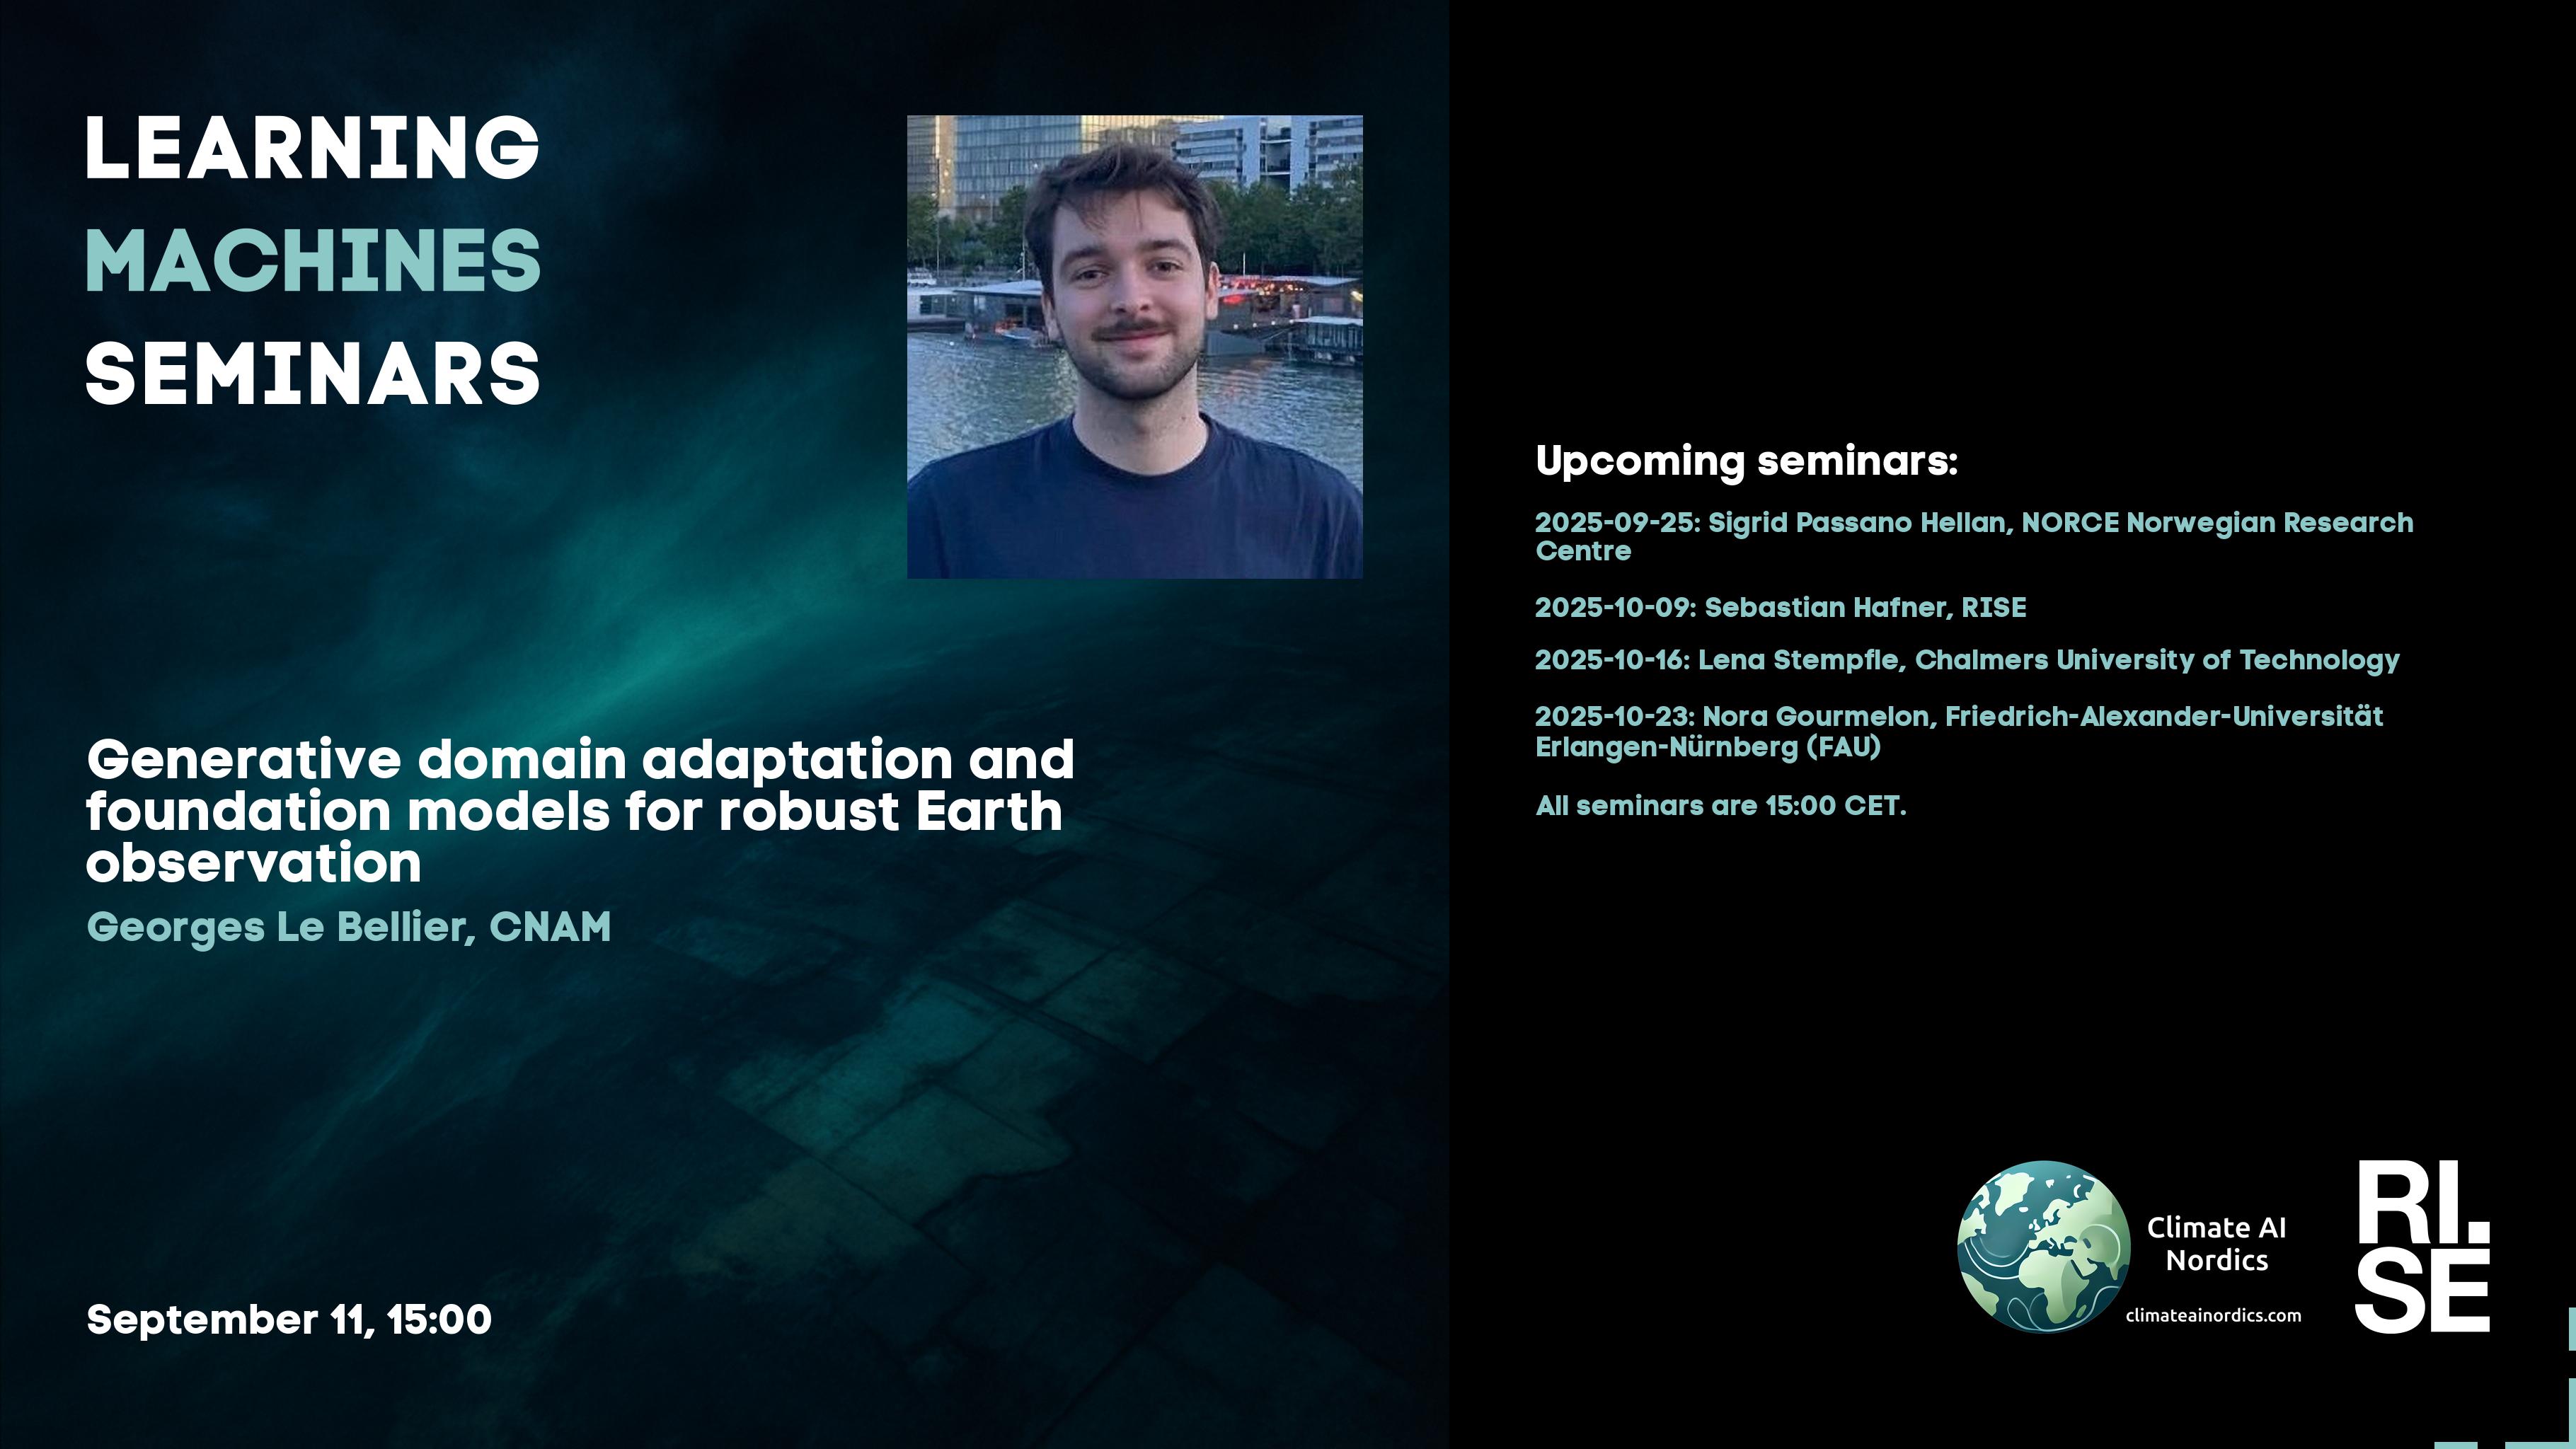 LEARNING
MACHINES
SEMINARS
Generative domain adaptation and
foundation models for robust Earth
observation
Georges Le Bellier, CNAM
September 11, 15:00
Upcoming seminars:
2025-09-25: Sigrid Passano Hellan, NORCE Norwegian Research
Centre
2025-10-09: Sebastian Hafner, RISE
2025-10-16: Lena Stempfle, Chalmers University of Technology
2025-10-23: Nora Gourmelon, Friedrich-Alexander-Universität
Erlangen-Nürnberg (FAU)
All seminars are 15:00 CET.
Climate AI
Nordics
climateainordics.com
RI.
SE